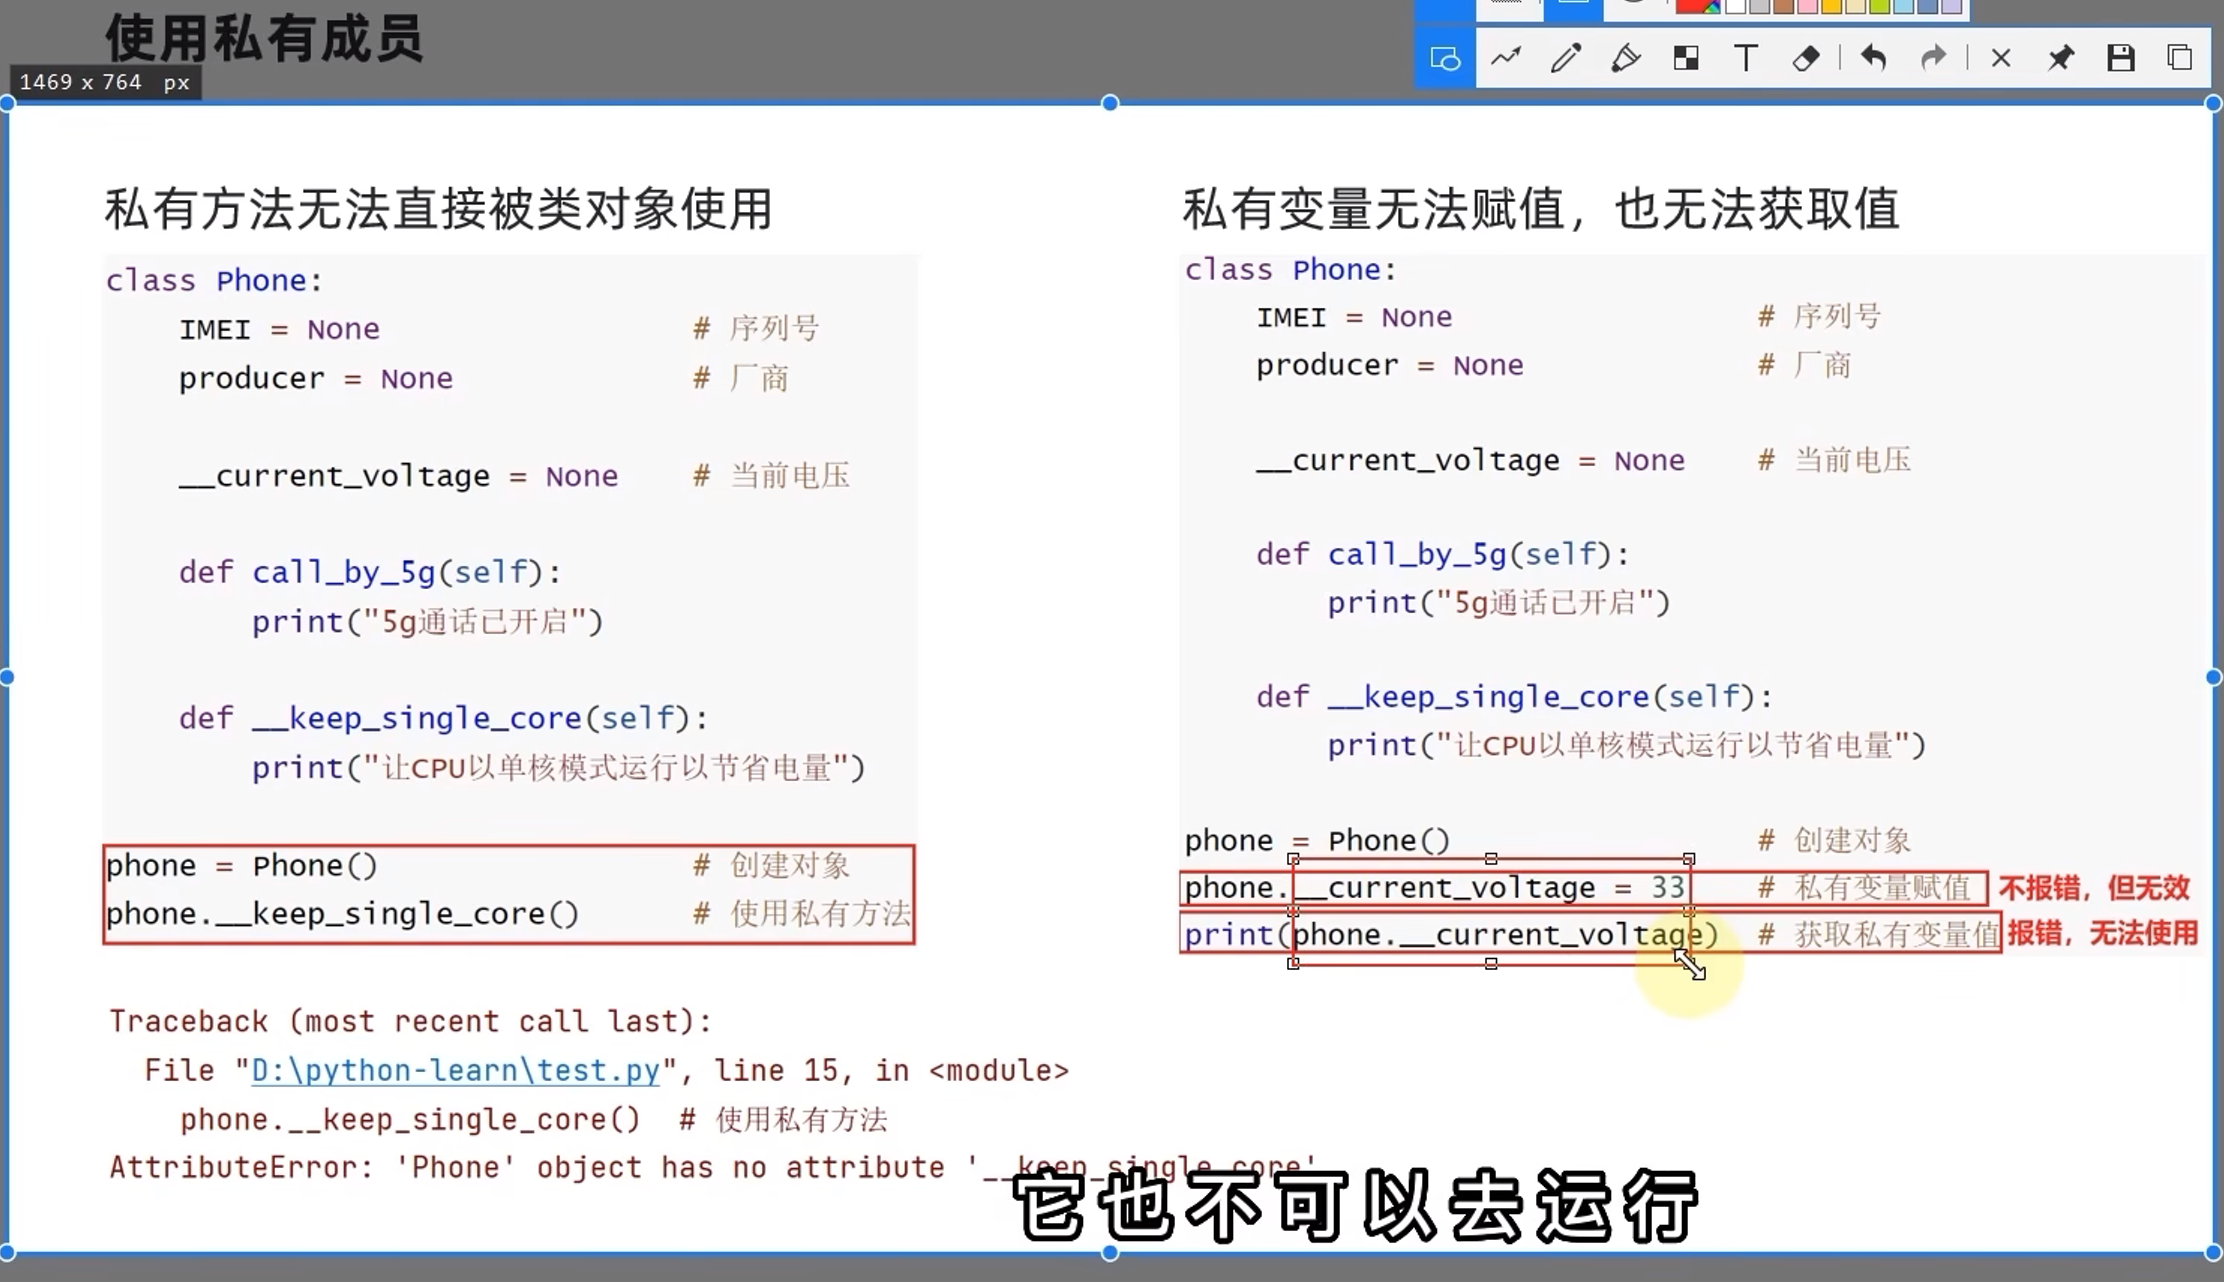 使用私有成员
1469 x 764 px
私有方法无法直接被类对象使用
class Phone:
IMEI = None # 序列号
producer = None # 厂商
__current_voltage = None # 当前电压
def call_by_5g(self):
print("5g通话已开启")
def __keep_single_core(self):
print("让CPU以单核模式运行以节省电量")
phone = Phone() # 创建对象
phone.__keep_single_core() # 使用私有方法
Traceback (most recent call last):
File "D:\python-learn\test.py", line 15, in <module>
phone.__keep_single_core() # 使用私有方法
AttributeError: 'Phone' object has no attribute '__keep_single_core'
私有变量无法赋值，也无法获取值
class Phone:
IMEI = None # 序列号
producer = None # 厂商
__current_voltage = None # 当前电压
def call_by_5g(self):
print("5g通话已开启")
def __keep_single_core(self):
print("让CPU以单核模式运行以节省电量")
phone = Phone() # 创建对象
phone.__current_voltage = 33 # 私有变量赋值 不报错，但无效
print(phone.__current_voltage) # 获取私有变量值 报错，无法使用
它也不可以去运行